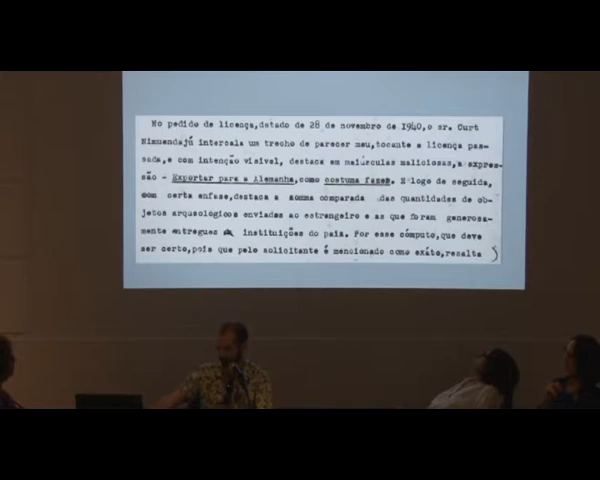 No pedido de licença,datado de 28 de novembro de 1940,o sr. Curt
Nimuendajú intercala um trecho de parecer meu,tocante a licença pas-
sada,e com intenção visivel, destaca em maiúsculas maliciosas,a expres-
são - Exportar para a Alemanha,como costuma fazer. E logo de seguida,
com certa enfase,destaca a somma comparada das quantidades de ob-
jetos arqueologicos enviados ao estrangeiro e as que foram generosa-
mente entregues a instituições do país. Por esse cômputo,que deve
ser certo,pois que pelo solicitante é mencionado como exáto,resalta